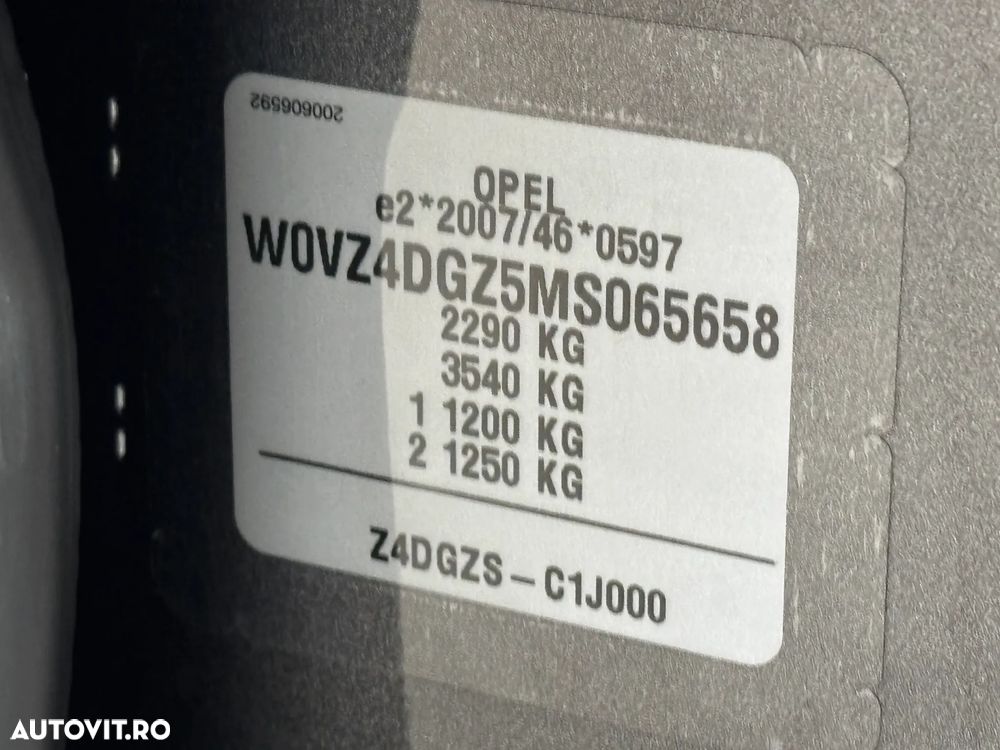 200606592
OPEL
e2*2007/46*0597
W0VZ4DGZ5MS065658
2290 KG
3540 KG
1 1200 KG
2 1250 KG
Z4DGZS – C1J000
AUTOVIT.RO